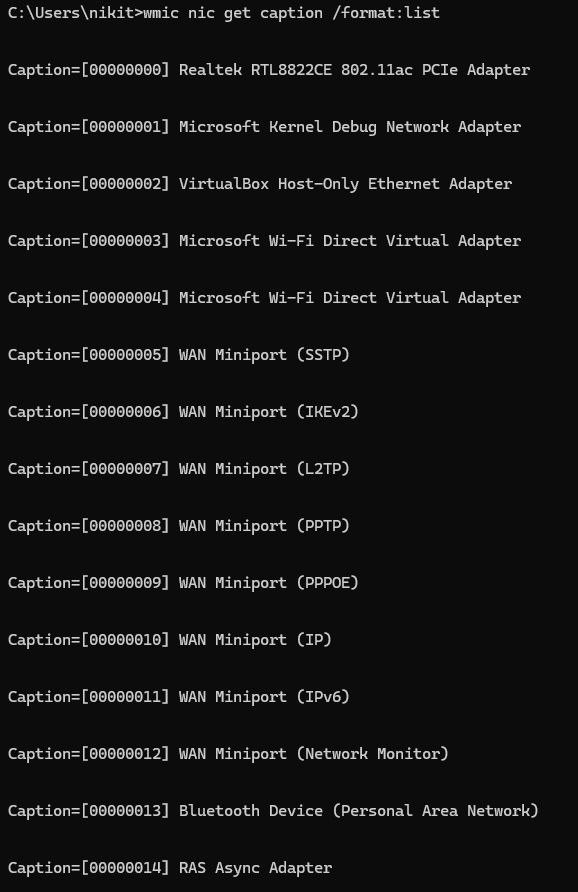 C:\Users\nikit>wmic nic get caption /format:list
Caption=[00000000] Realtek RTL8822CE 802.11ac PCIe Adapter
Caption=[00000001] Microsoft Kernel Debug Network Adapter
Caption=[00000002] VirtualBox Host-Only Ethernet Adapter
Caption=[00000003] Microsoft Wi-Fi Direct Virtual Adapter
Caption=[00000004] Microsoft Wi-Fi Direct Virtual Adapter
Caption=[00000005] WAN Miniport (SSTP)
Caption=[00000006] WAN Miniport (IKEv2)
Caption=[00000007] WAN Miniport (L2TP)
Caption=[00000008] WAN Miniport (PPTP)
Caption=[00000009] WAN Miniport (PPPOE)
Caption=[00000010] WAN Miniport (IP)
Caption=[00000011] WAN Miniport (IPv6)
Caption=[00000012] WAN Miniport (Network Monitor)
Caption=[00000013] Bluetooth Device (Personal Area Network)
Caption=[00000014] RAS Async Adapter